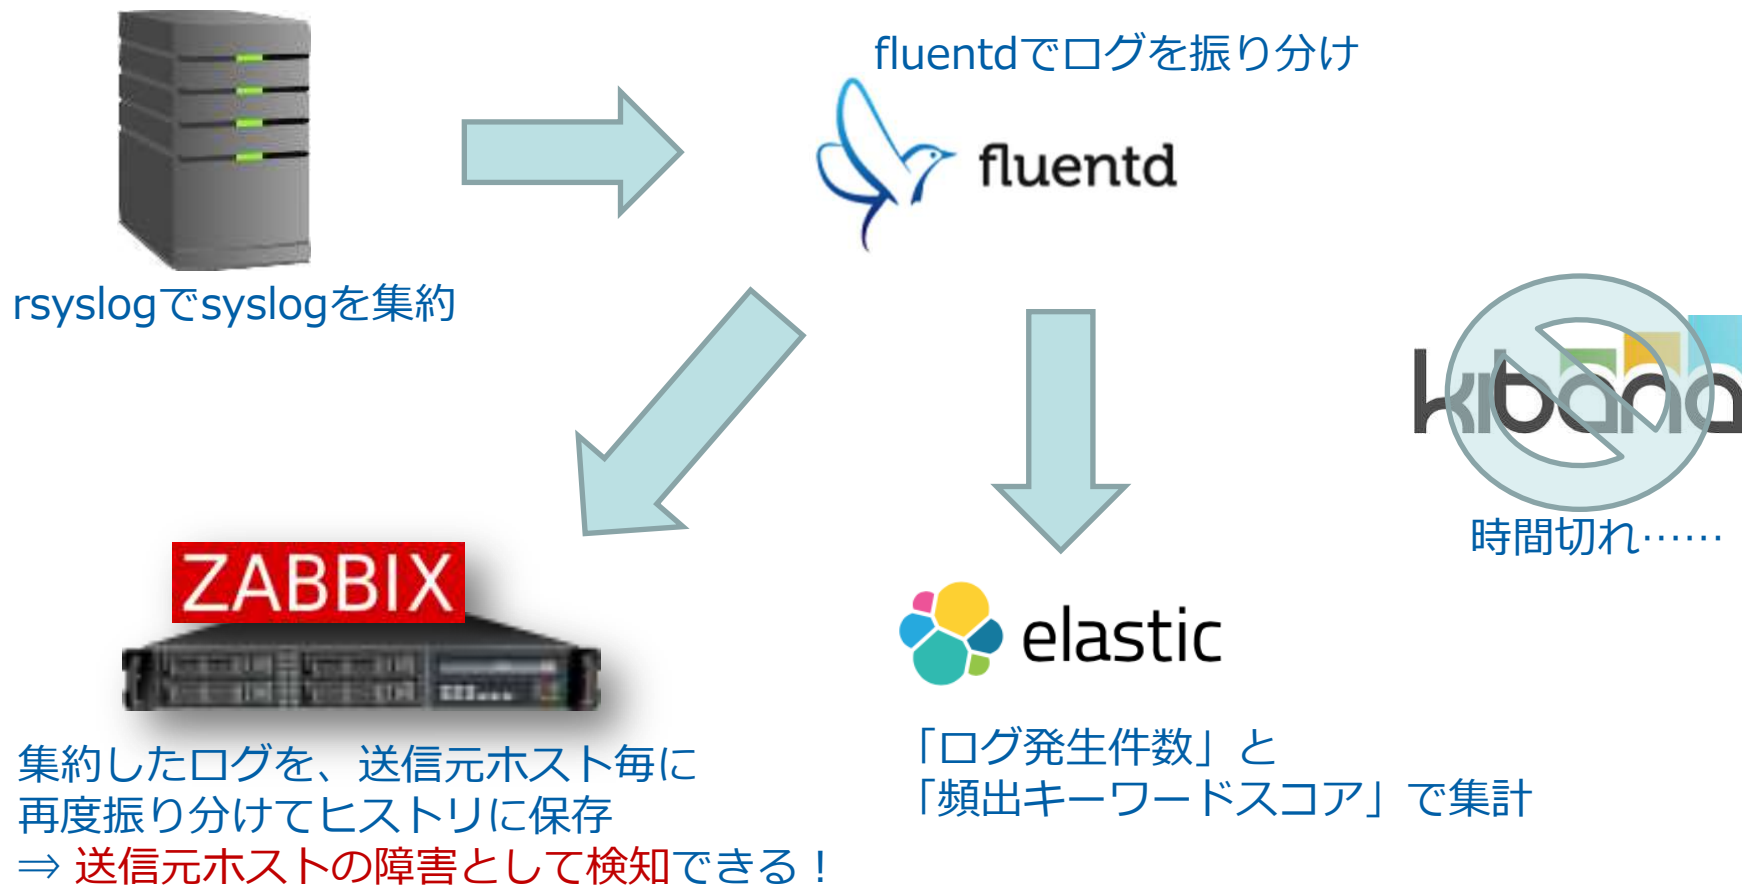 fluentdでログを振り分け
fluentd
rsyslogでsyslogを集約
kibana
時間切れ……
ZABBIX
elastic
集約したログを、送信元ホスト毎に
再度振り分けてヒストリに保存
⇒ 送信元ホストの障害として検知できる！
「ログ発生件数」と
「頻出キーワードスコア」で集計